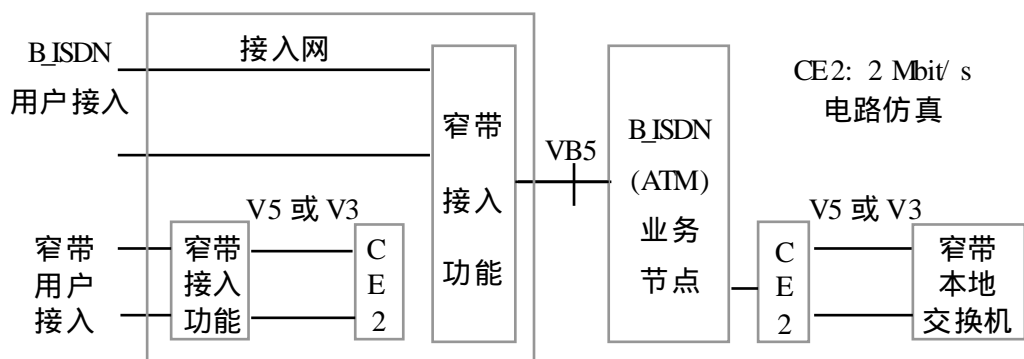 B_ISDN
用户接入
接入网
窄带
接入
功能
VB5
B_ISDN
(ATM)
业务
节点
CE2: 2 Mbit/s
电路仿真
V5 或 V3
窄带
用户
接入
窄带
接入
功能
C
E
2
V5 或 V3
C
E
2
窄带
本地
交换机